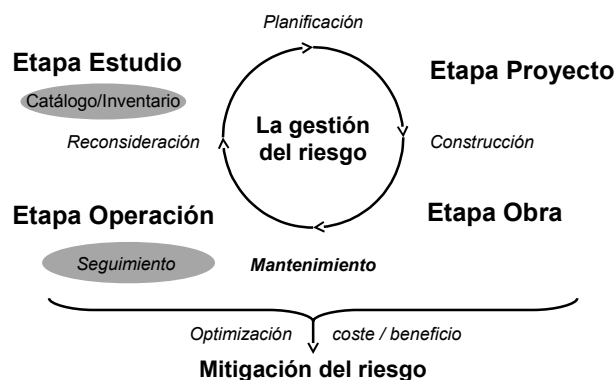 Planificación
Etapa Estudio
Etapa Proyecto
Catálogo/Inventario
La gestión
del riesgo
Reconsideración
Construcción
Etapa Operación
Etapa Obra
Seguimiento
Mantenimiento
Optimización
coste / beneficio
Mitigación del riesgo